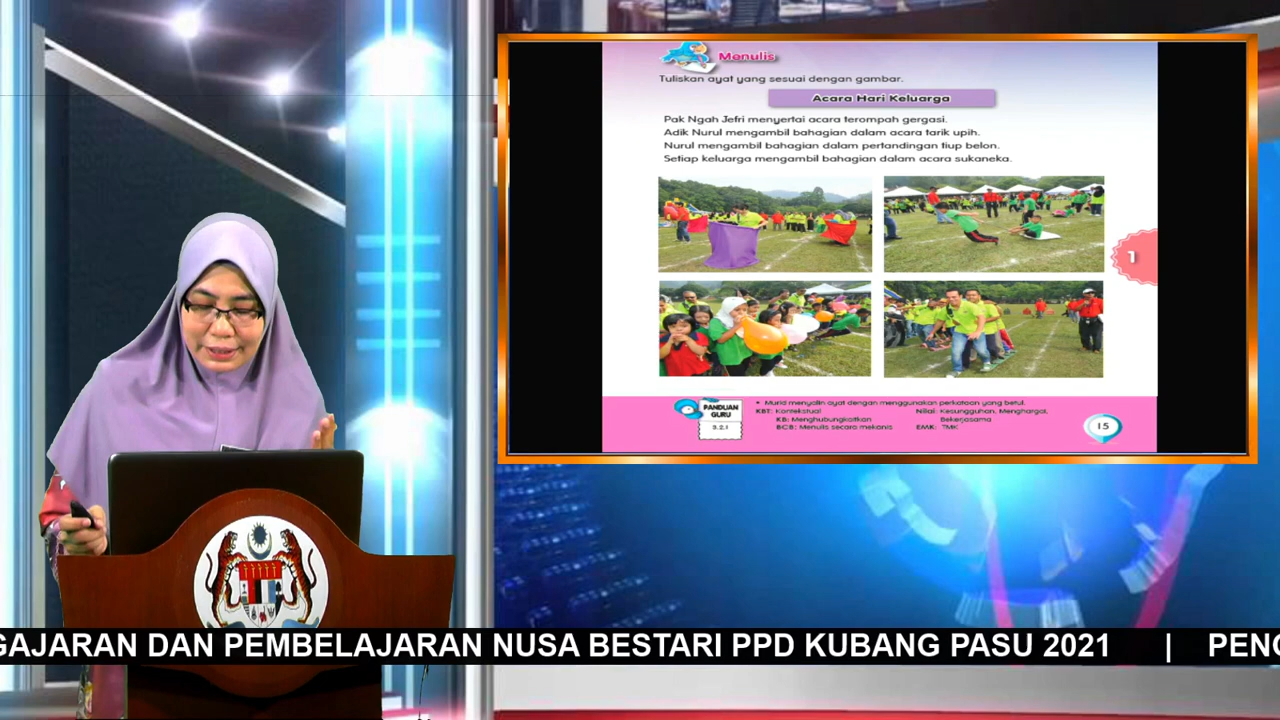 Menulis
Tuliskan ayat yang sesuai dengan gambar.
Acara Hari Keluarga
Pak Ngah Jefri menyertai acara terompah gergasi.
Adik Nurul mengambil bahagian dalam acara tarik upih.
Nurul mengambil bahagian dalam pertandingan tiup belon.
Setiap keluarga mengambil bahagian dalam acara sukaneka.
1
PANDUAN
GURU
3.2.1
• Murid menyalin ayat dengan menggunakan perkataan yang betul.
KBT: Kontekstual
KB: Menghubungkaitkan
BCB: Menulis secara mekanis
Nilai: Kesungguhan, Menghargai,
Bekerjasama
EMK: TMK
15
GAJARAN DAN PEMBELAJARAN NUSA BESTARI PPD KUBANG PASU 2021 | PENG